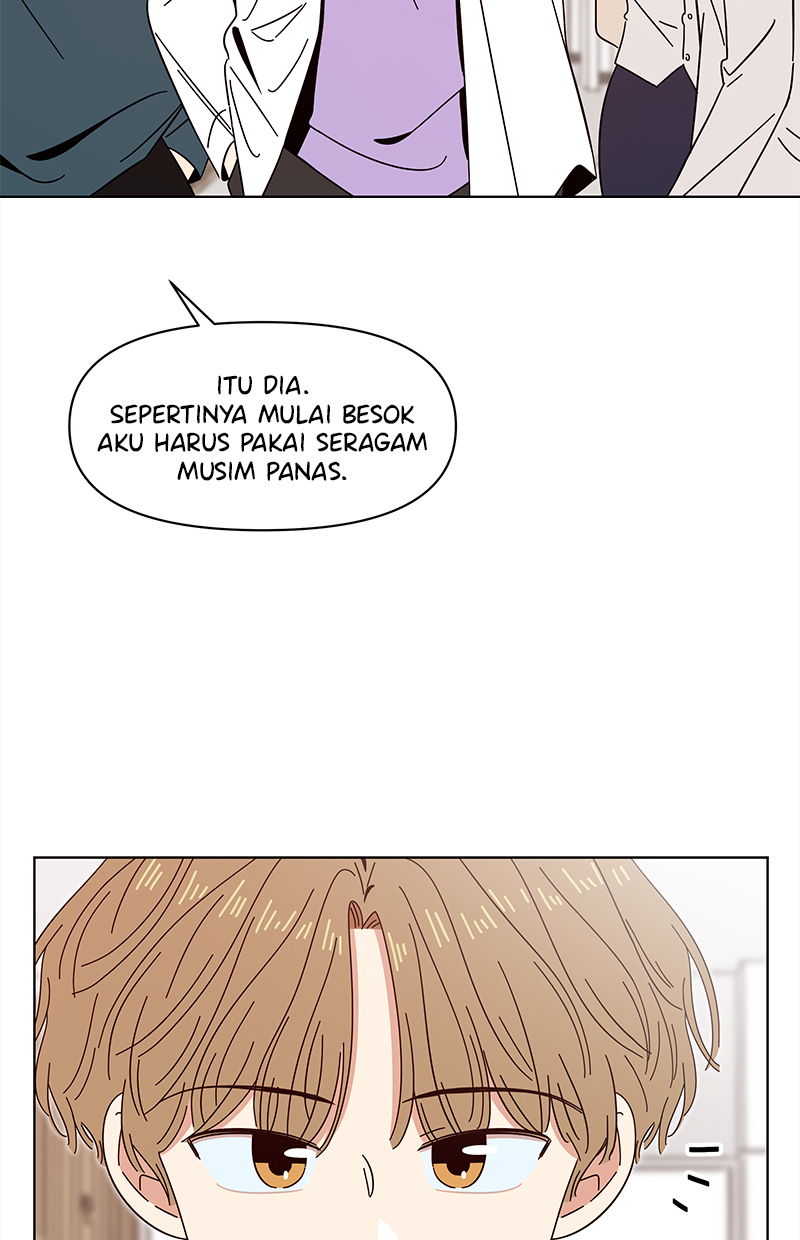 ITU DIA.
SEPERTINYA MULAI BESOK
AKU HARUS PAKAI SERAGAM
MUSIM PANAS.